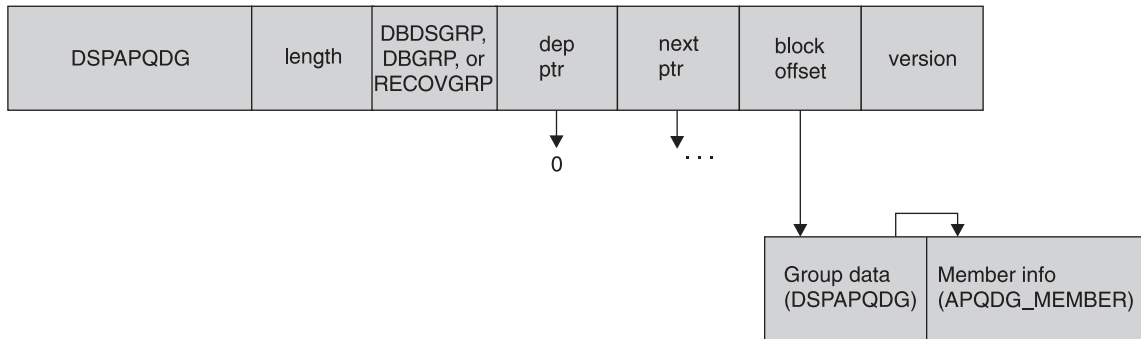 DSPAPQDG
length
DBDSGRP,
DBGRP, or
RECOVGRP
dep
ptr
next
ptr
block
offset
version
0
...
Group data
(DSPAPQDG)
Member info
(APQDG_MEMBER)